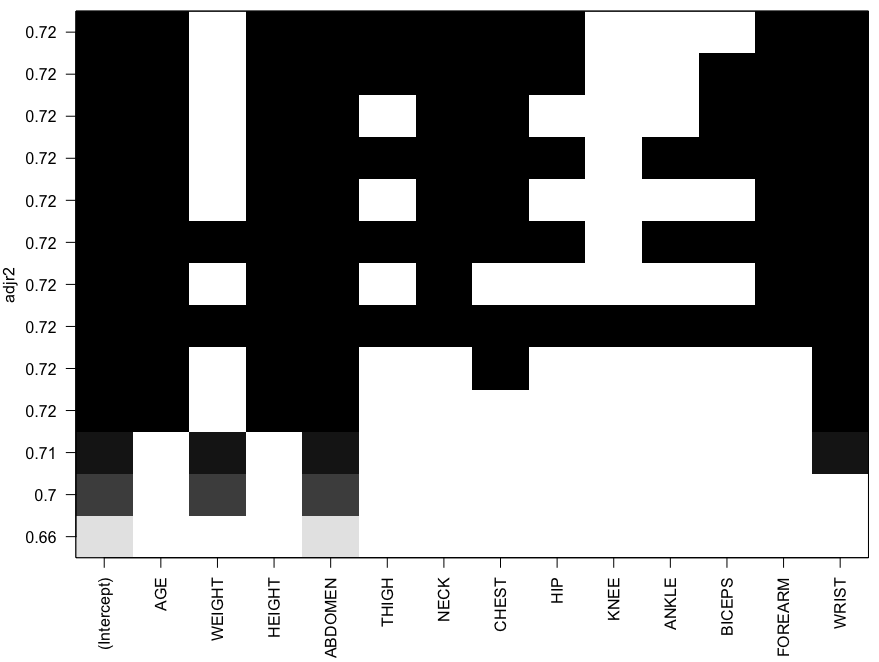 adjr2
0.72
0.72
0.72
0.72
0.72
0.72
0.72
0.72
0.72
0.72
0.71
0.7
0.66
(Intercept)
AGE
WEIGHT
HEIGHT
ABDOMEN
THIGH
NECK
CHEST
HIP
KNEE
ANKLE
BICEPS
FOREARM
WRIST